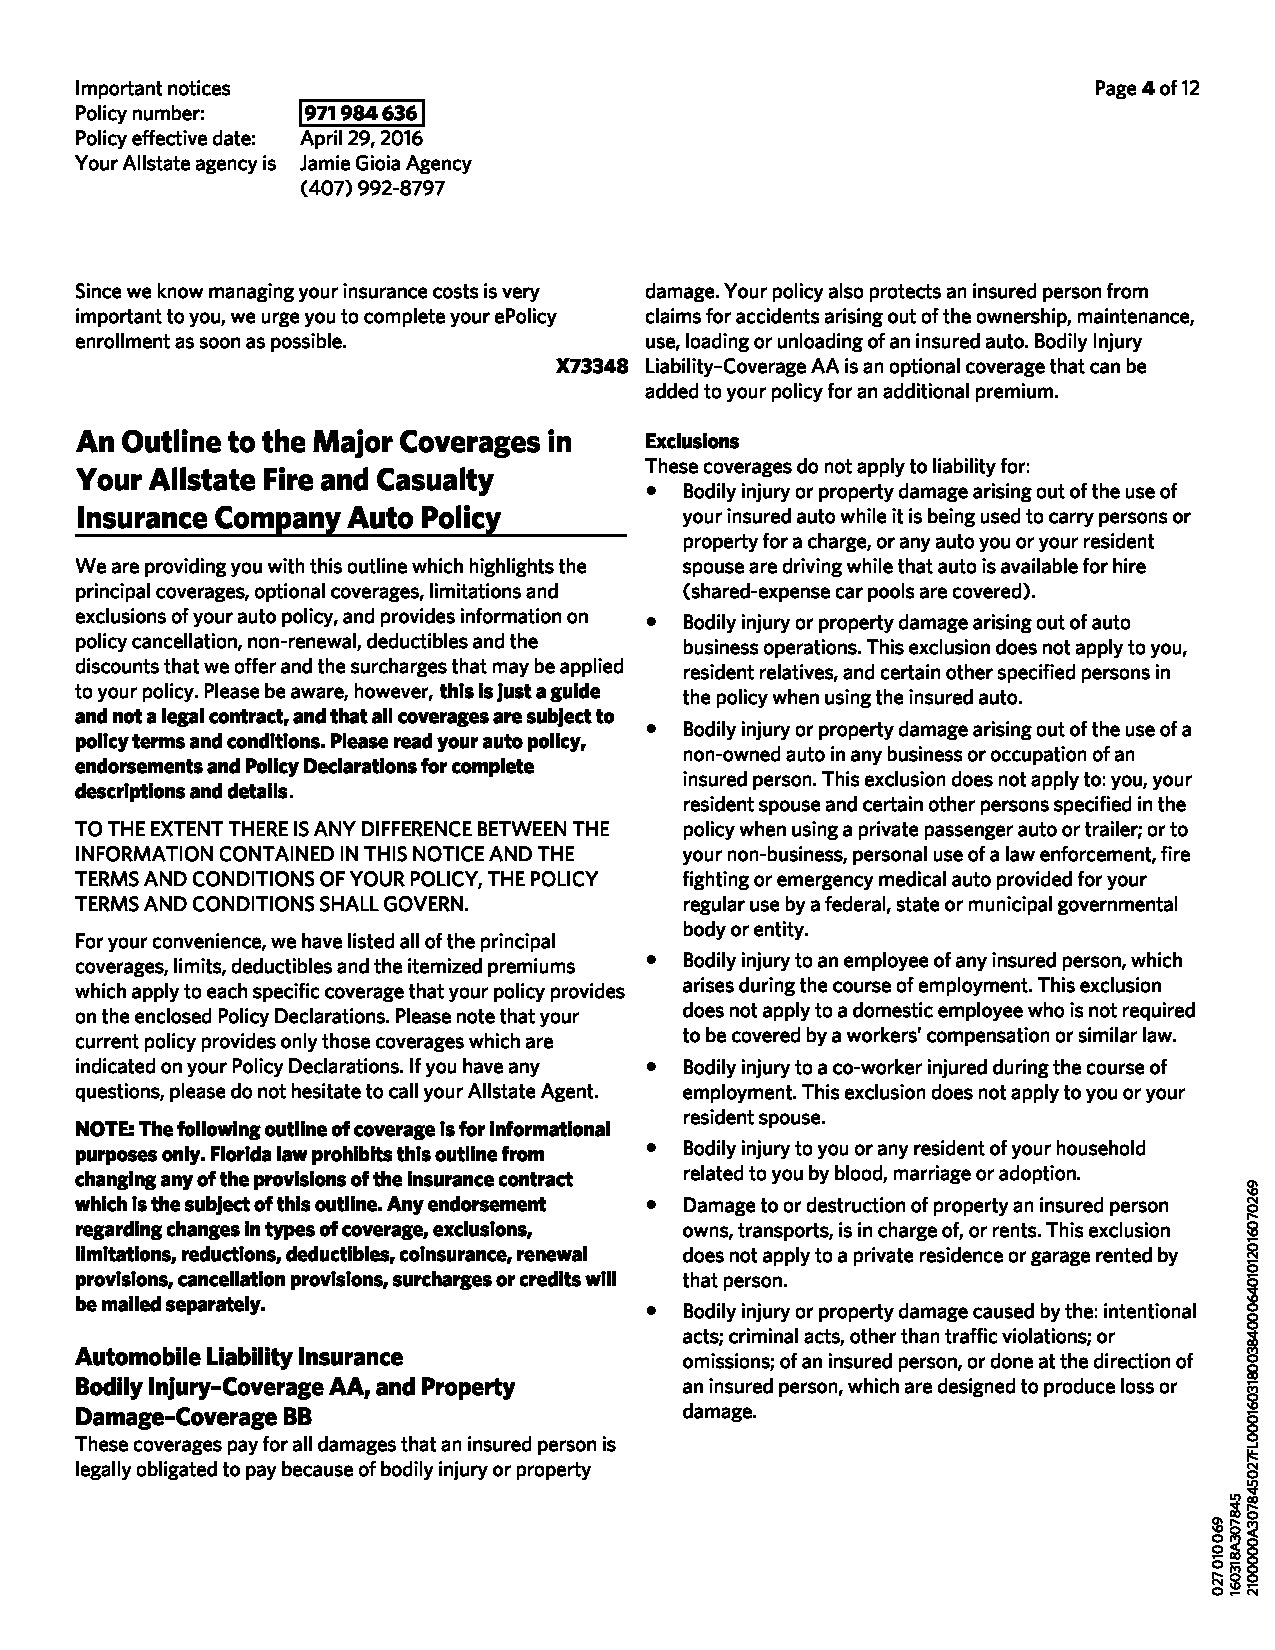 Important notices
Page 4 of 12
Policy number: 971 984 636
Policy effective date: April 29, 2016
Your Allstate agency is Jamie Gioia Agency
(407) 992-8797
Since we know managing your insurance costs is very
important to you, we urge you to complete your ePolicy
enrollment as soon as possible.
X73348
An Outline to the Major Coverages in
Your Allstate Fire and Casualty
Insurance Company Auto Policy
We are providing you with this outline which highlights the
principal coverages, optional coverages, limitations and
exclusions of your auto policy, and provides information on
policy cancellation, non-renewal, deductibles and the
discounts that we offer and the surcharges that may be applied
to your policy. Please be aware, however, this is just a guide
and not a legal contract, and that all coverages are subject to
policy terms and conditions. Please read your auto policy,
endorsements and Policy Declarations for complete
descriptions and details.
TO THE EXTENT THERE IS ANY DIFFERENCE BETWEEN THE
INFORMATION CONTAINED IN THIS NOTICE AND THE
TERMS AND CONDITIONS OF YOUR POLICY, THE POLICY
TERMS AND CONDITIONS SHALL GOVERN.
For your convenience, we have listed all of the principal
coverages, limits, deductibles and the itemized premiums
which apply to each specific coverage that your policy provides
on the enclosed Policy Declarations. Please note that your
current policy provides only those coverages which are
indicated on your Policy Declarations. If you have any
questions, please do not hesitate to call your Allstate Agent.
NOTE: The following outline of coverage is for informational
purposes only. Florida law prohibits this outline from
changing any of the provisions of the insurance contract
which is the subject of this outline. Any endorsement
regarding changes in types of coverage, exclusions,
limitations, reductions, deductibles, coinsurance, renewal
provisions, cancellation provisions, surcharges or credits will
be mailed separately.
Automobile Liability Insurance
Bodily Injury–Coverage AA, and Property
Damage–Coverage BB
These coverages pay for all damages that an insured person is
legally obligated to pay because of bodily injury or property
damage. Your policy also protects an insured person from
claims for accidents arising out of the ownership, maintenance,
use, loading or unloading of an insured auto. Bodily Injury
Liability–Coverage AA is an optional coverage that can be
added to your policy for an additional premium.
Exclusions
These coverages do not apply to liability for:
• Bodily injury or property damage arising out of the use of
your insured auto while it is being used to carry persons or
property for a charge, or any auto you or your resident
spouse are driving while that auto is available for hire
(shared-expense car pools are covered).
• Bodily injury or property damage arising out of auto
business operations. This exclusion does not apply to you,
resident relatives, and certain other specified persons in
the policy when using the insured auto.
• Bodily injury or property damage arising out of the use of a
non-owned auto in any business or occupation of an
insured person. This exclusion does not apply to: you, your
resident spouse and certain other persons specified in the
policy when using a private passenger auto or trailer; or to
your non-business, personal use of a law enforcement, fire
fighting or emergency medical auto provided for your
regular use by a federal, state or municipal governmental
body or entity.
• Bodily injury to an employee of any insured person, which
arises during the course of employment. This exclusion
does not apply to a domestic employee who is not required
to be covered by a workers' compensation or similar law.
• Bodily injury to a co-worker injured during the course of
employment. This exclusion does not apply to you or your
resident spouse.
• Bodily injury to you or any resident of your household
related to you by blood, marriage or adoption.
• Damage to or destruction of property an insured person
owns, transports, is in charge of, or rents. This exclusion
does not apply to a private residence or garage rented by
that person.
• Bodily injury or property damage caused by the: intentional
acts; criminal acts, other than traffic violations; or
omissions; of an insured person, or done at the direction of
an insured person, which are designed to produce loss or
damage.
027 010 069
160318A307845
2100000A307845027FL000160318003840006401012016070269